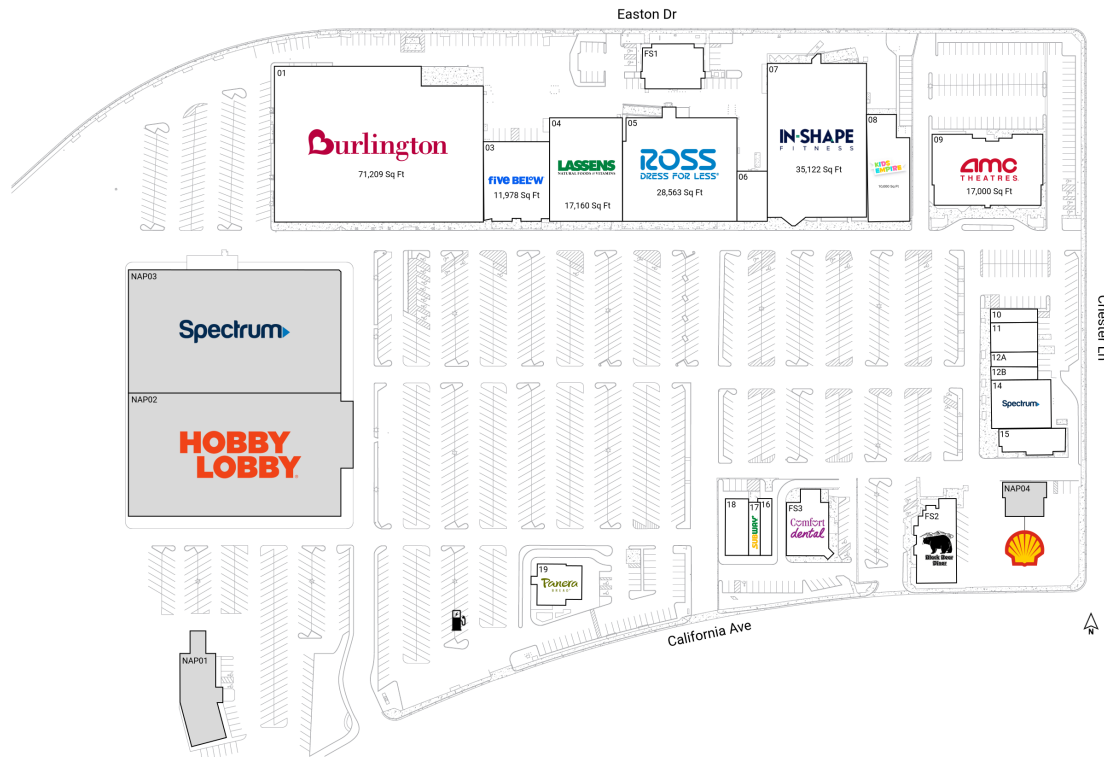 Easton Dr
FS1
01
Burlington
71,209 Sq Ft
03
five BELOW
11,978 Sq Ft
04
LASSENS
NATURAL FOODS & VITAMINS
17,160 Sq Ft
05
ROSS
DRESS FOR LESS®
28,563 Sq Ft
06
07
IN-SHAPE
FITNESS
35,122 Sq Ft
08
KIDS
EMPIRE
10,000 Sq Ft
09
amc
THEATRES
17,000 Sq Ft
NAP03
Spectrum
NAP02
HOBBY
LOBBY
Chester Ln
10
11
12A
12B
14
Spectrum
15
18
17
16
SUBWAY
FS3
Comfort
dental
FS2
Black Bear
Diner
NAP04
19
Panera
BREAD
California Ave
N
NAP01